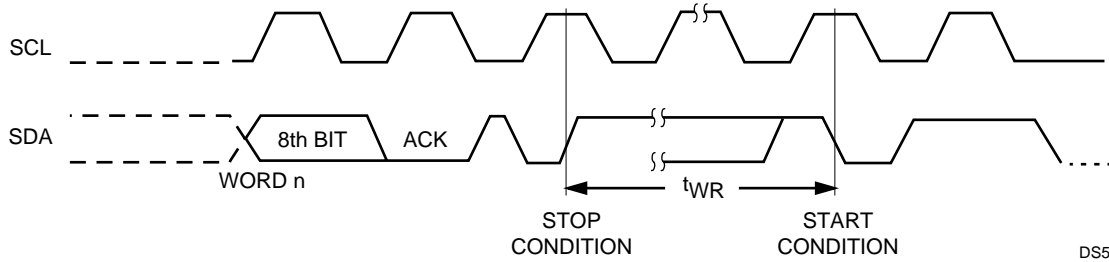 SCL
SDA
8th BIT
ACK
WORD n
tWR
STOP
CONDITION
START
CONDITION
DS5